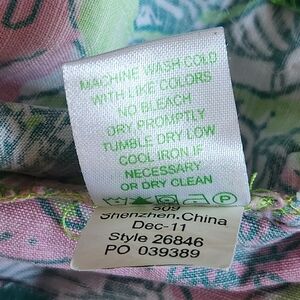 MACHINE WASH COLD
WITH LIKE COLORS
NO BLEACH
DRY PROMPTLY
TUMBLE DRY LOW
COOL IRON IF
NECESSARY
OR DRY CLEAN
P
Shenzhen,China
Dec-11
Style 26846
PO 039389